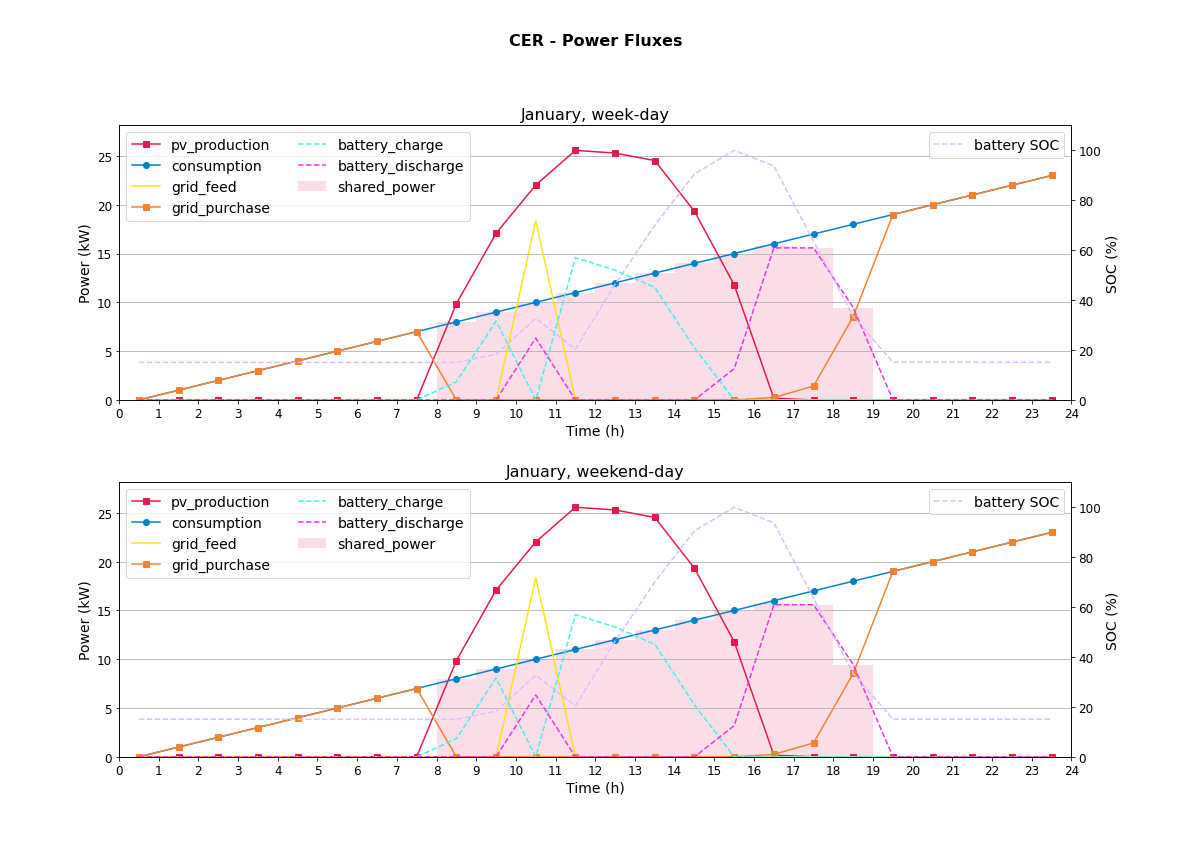 CER - Power Fluxes
January, week-day
pv_production
consumption
grid_feed
grid_purchase
battery_charge
battery_discharge
shared_power
battery SOC
Power (kW)
0 5 10 15 20 25
SOC (%)
0 20 40 60 80 100
0 1 2 3 4 5 6 7 8 9 10 11 12 13 14 15 16 17 18 19 20 21 22 23 24
Time (h)
January, weekend-day
pv_production
consumption
grid_feed
grid_purchase
battery_charge
battery_discharge
shared_power
battery SOC
Power (kW)
0 5 10 15 20 25
SOC (%)
0 20 40 60 80 100
0 1 2 3 4 5 6 7 8 9 10 11 12 13 14 15 16 17 18 19 20 21 22 23 24
Time (h)